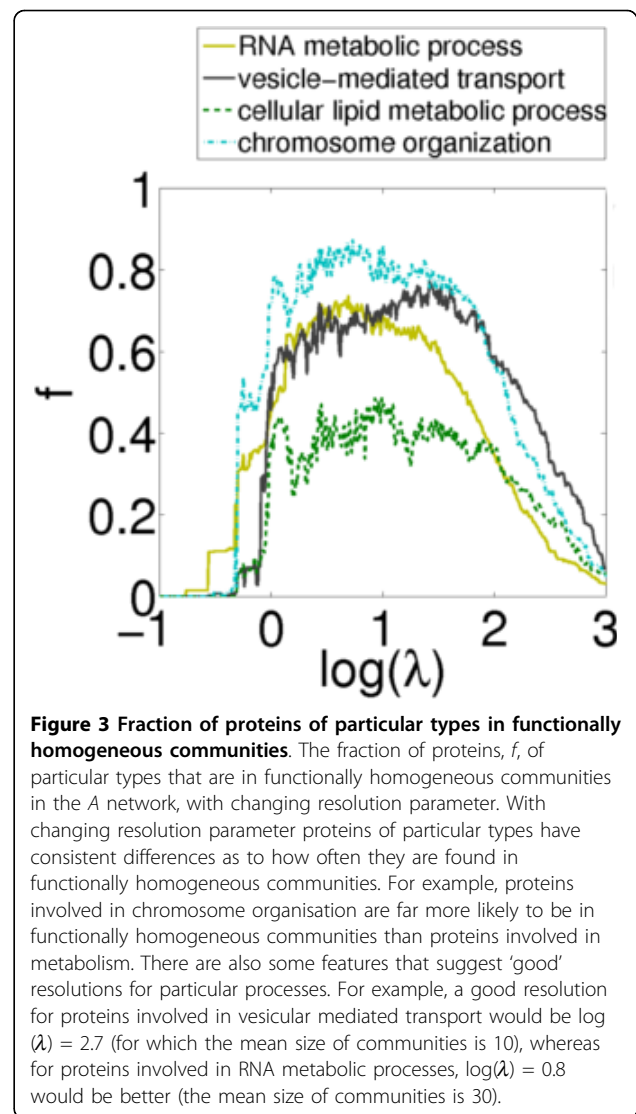 RNA metabolic process
vesicle-mediated transport
cellular lipid metabolic process
chromosome organization
1
0.8
0.6
f
0.4
0.2
0
-1 0 1 2 3
log(λ)
Figure 3 Fraction of proteins of particular types in functionally
homogeneous communities. The fraction of proteins, f, of
particular types that are in functionally homogeneous communities
in the A network, with changing resolution parameter. With
changing resolution parameter proteins of particular types have
consistent differences as to how often they are found in
functionally homogeneous communities. For example, proteins
involved in chromosome organisation are far more likely to be in
functionally homogeneous communities than proteins involved in
metabolism. There are also some features that suggest ‘good’
resolutions for particular processes. For example, a good resolution
for proteins involved in vesicular mediated transport would be log
(λ) = 2.7 (for which the mean size of communities is 10), whereas
for proteins involved in RNA metabolic processes, log(λ) = 0.8
would be better (the mean size of communities is 30).